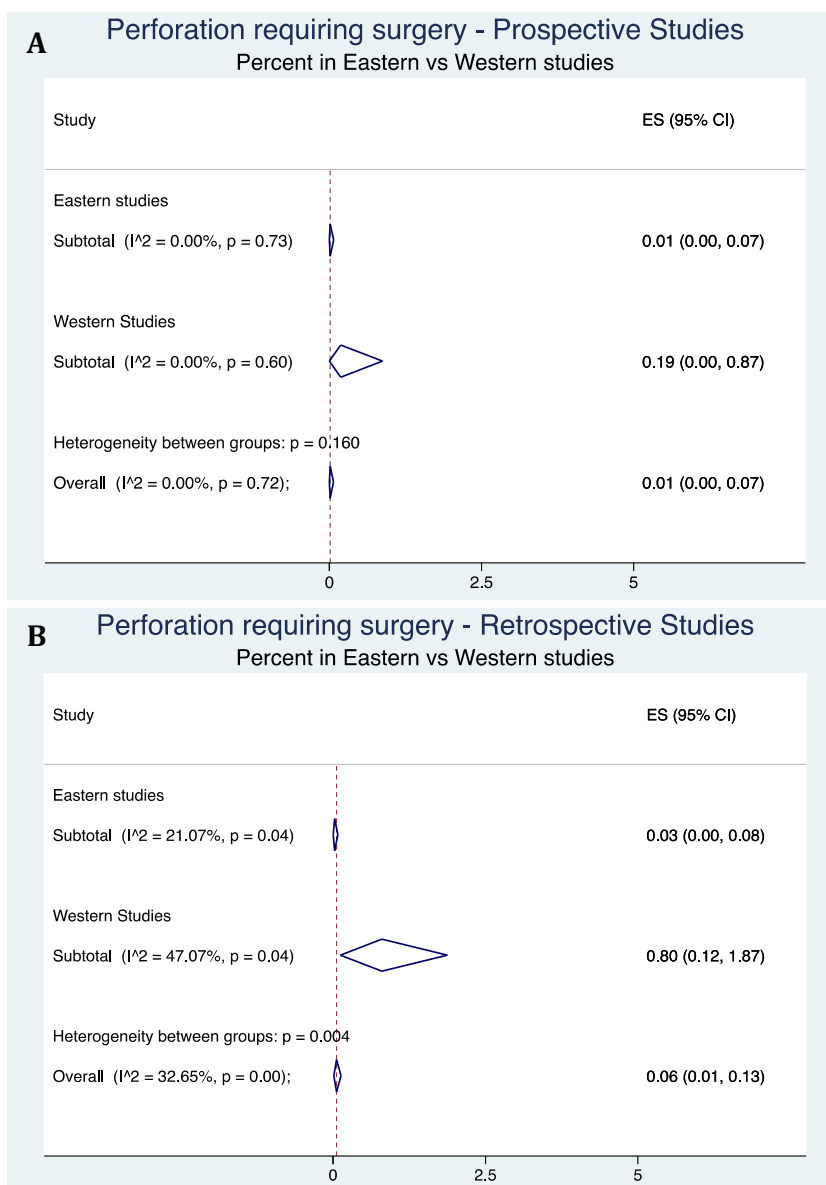 A
Perforation requiring surgery - Prospective Studies
Percent in Eastern vs Western studies
Study ES (95% CI)
Eastern studies
Subtotal (I^2 = 0.00%, p = 0.73) 0.01 (0.00, 0.07)
Western Studies
Subtotal (I^2 = 0.00%, p = 0.60) 0.19 (0.00, 0.87)
Heterogeneity between groups: p = 0.160
Overall (I^2 = 0.00%, p = 0.72); 0.01 (0.00, 0.07)
0 2.5 5
B
Perforation requiring surgery - Retrospective Studies
Percent in Eastern vs Western studies
Study ES (95% CI)
Eastern studies
Subtotal (I^2 = 21.07%, p = 0.04) 0.03 (0.00, 0.08)
Western Studies
Subtotal (I^2 = 47.07%, p = 0.04) 0.80 (0.12, 1.87)
Heterogeneity between groups: p = 0.004
Overall (I^2 = 32.65%, p = 0.00); 0.06 (0.01, 0.13)
0 2.5 5